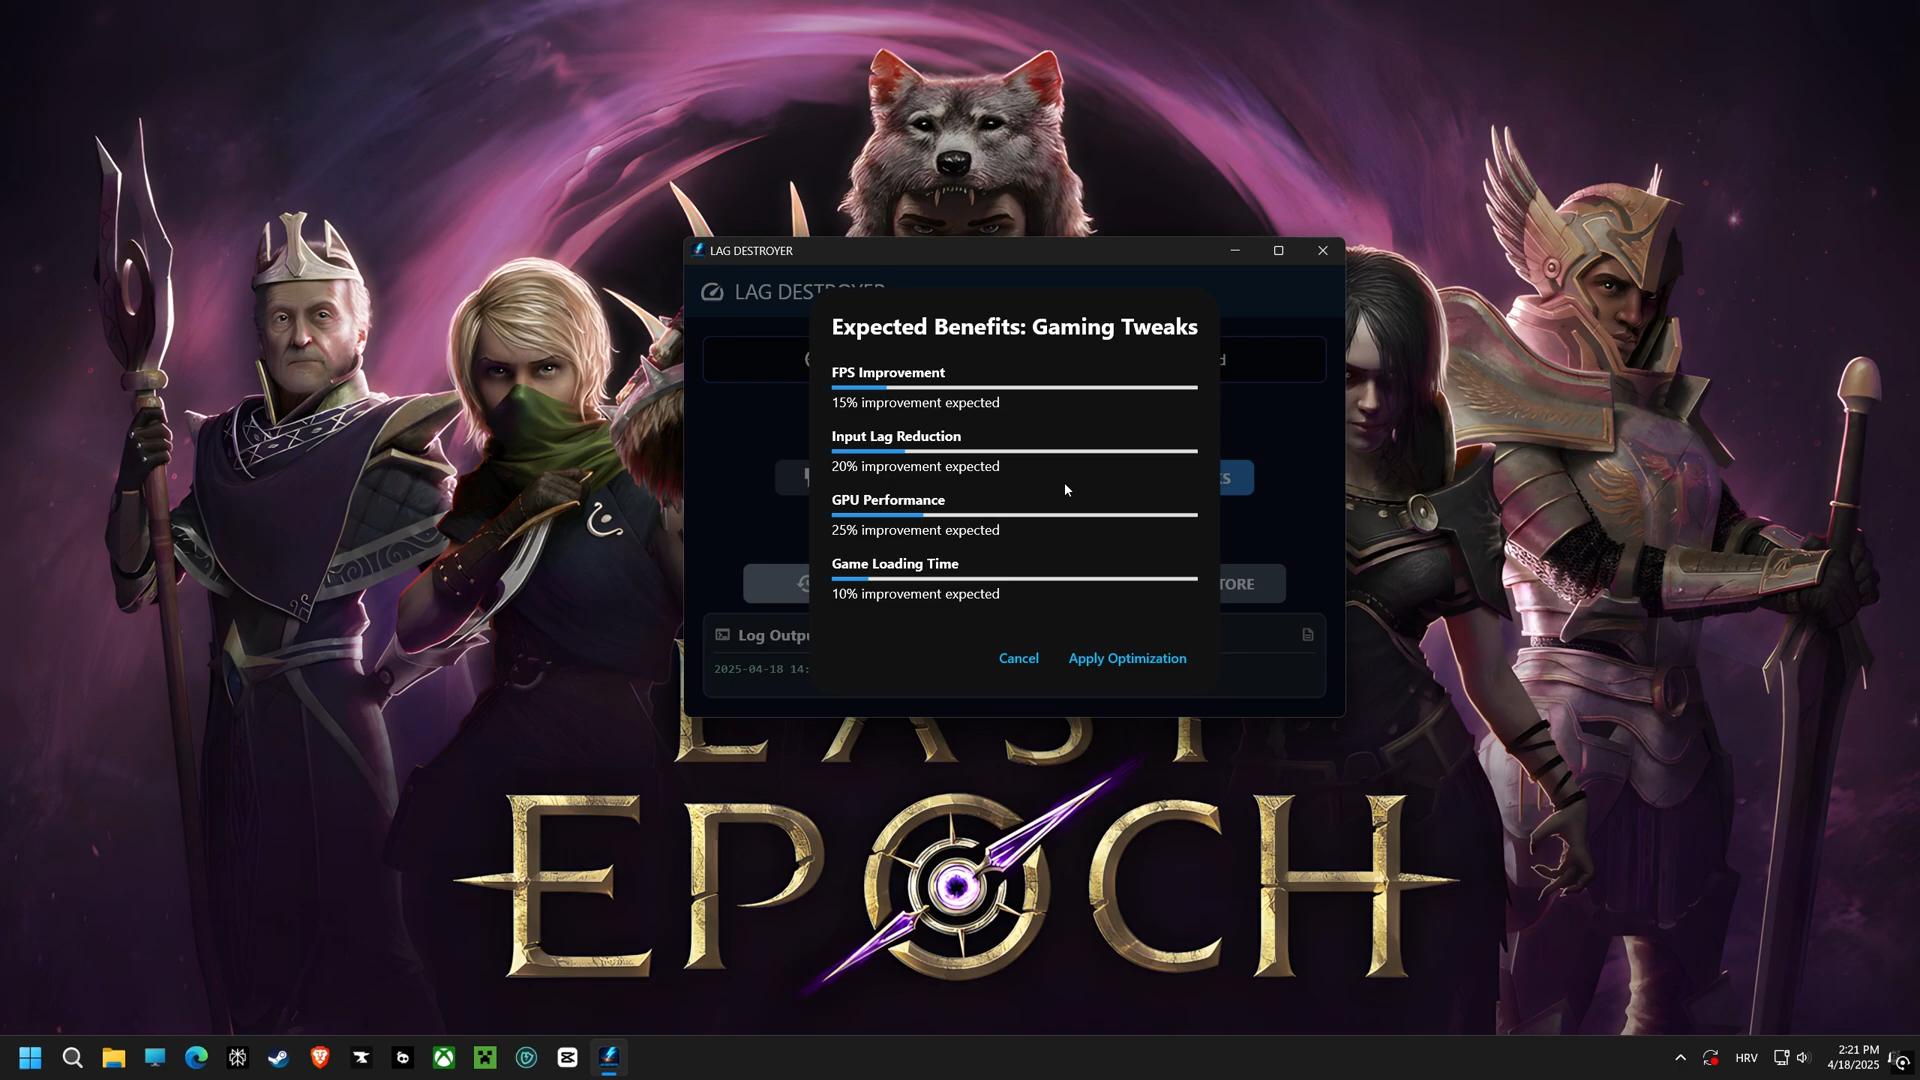 LAG DESTROYER
LAG DESTROYER
Expected Benefits: Gaming Tweaks
FPS Improvement
15% improvement expected
Input Lag Reduction
20% improvement expected
GPU Performance
25% improvement expected
Game Loading Time
10% improvement expected
Log Outpu
2025-04-18 14:
Cancel Apply Optimization
LAST
EPOCH
HRV
2:21 PM
4/18/2025